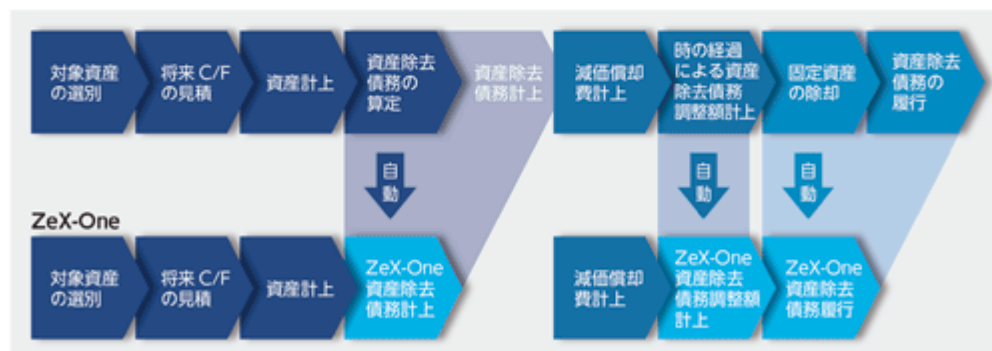 対象資産
の選別
将来 C/F
の見積
資産計上
資産除去
債務の
算定
資産除去
債務計上
減価償却
費計上
時の経過
による資産
除去債務
調整額計上
固定資産
の除却
資産除去
債務の
履行
自
動
自
動
自
動
ZeX-One
対象資産
の選別
将来 C/F
の見積
資産計上
ZeX-One
資産除去
債務計上
減価償却
費計上
ZeX-One
資産除去
債務調整額
計上
ZeX-One
資産除去
債務履行